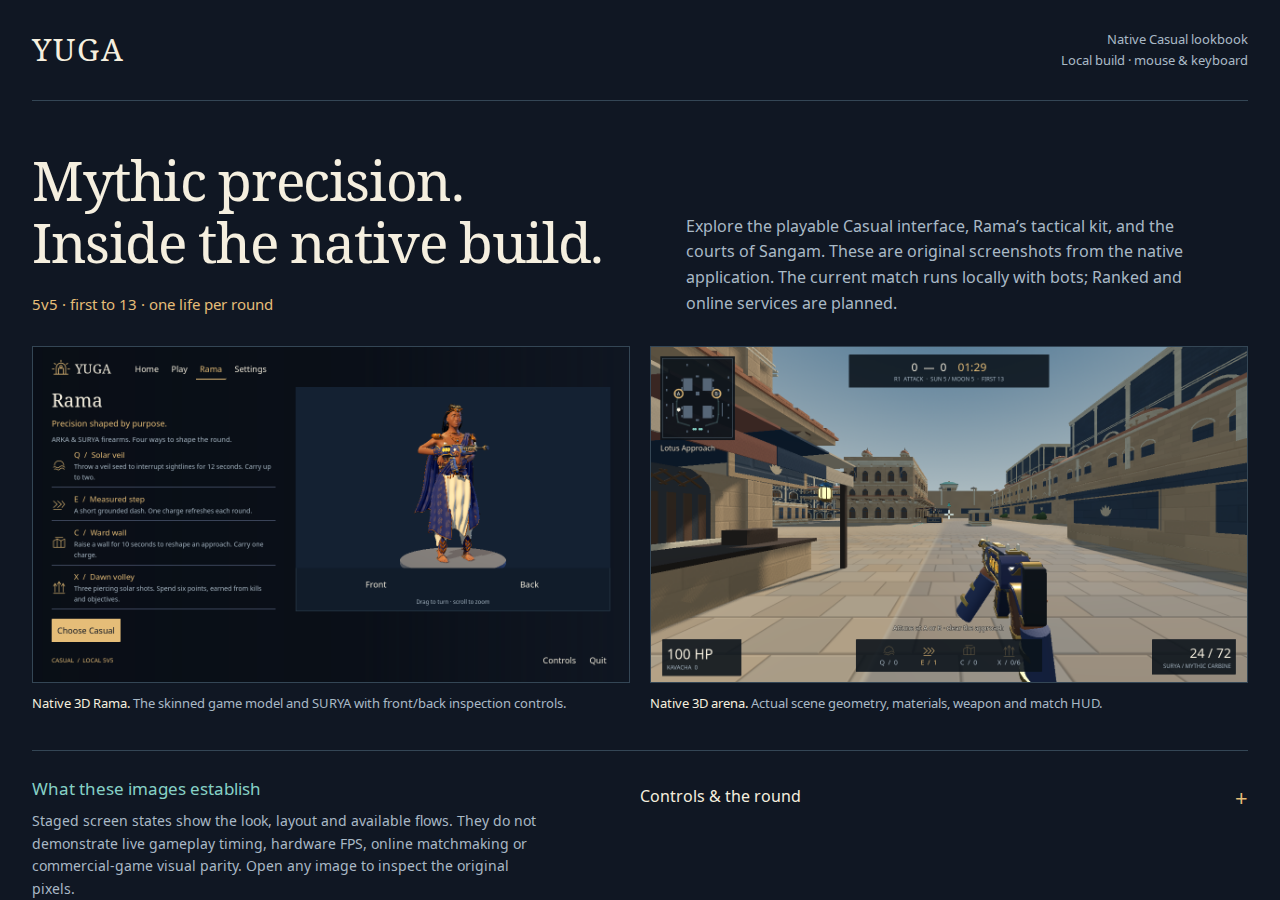 YUGA
Native Casual lookbook
Local build · mouse & keyboard
Mythic precision.
Inside the native build.
5v5 · first to 13 · one life per round
Explore the playable Casual interface, Rama’s tactical kit, and the
courts of Sangam. These are original screenshots from the native
application. The current match runs locally with bots; Ranked and
online services are planned.
YUGA
Home Play Rama Settings
Rama
Precision shaped by purpose.
ARKA & SURYA firearms. Four ways to shape the round.
Q / Solar veil
Throw a veil seed to interrupt sightlines for 12 seconds. Carry up
to two.
E / Measured step
A short grounded dash. One charge refreshes each round.
C / Ward wall
Raise a wall for 10 seconds to reshape an approach. Carry one
charge.
X / Dawn volley
Three piercing solar shots. Spend six points, earned from kills
and objectives.
Choose Casual
CASUAL / LOCAL 5V5
Front Back
Drag to turn · scroll to zoom
Controls Quit
A B
Lotus Approach
0 — 0 01:29
R1 ATTACK · SUN 5 / MOON 5 · FIRST 13
100 HP
KAVACHA 0
Q / 0 E / 1 C / 0 X / 0/6
24 / 72
SURYA / MYTHIC CARBINE
Native 3D Rama. The skinned game model and SURYA with front/back inspection controls.
Native 3D arena. Actual scene geometry, materials, weapon and match HUD.
What these images establish
Staged screen states show the look, layout and available flows. They do not
demonstrate live gameplay timing, hardware FPS, online matchmaking or
commercial-game visual parity. Open any image to inspect the original
pixels.
Controls & the round +